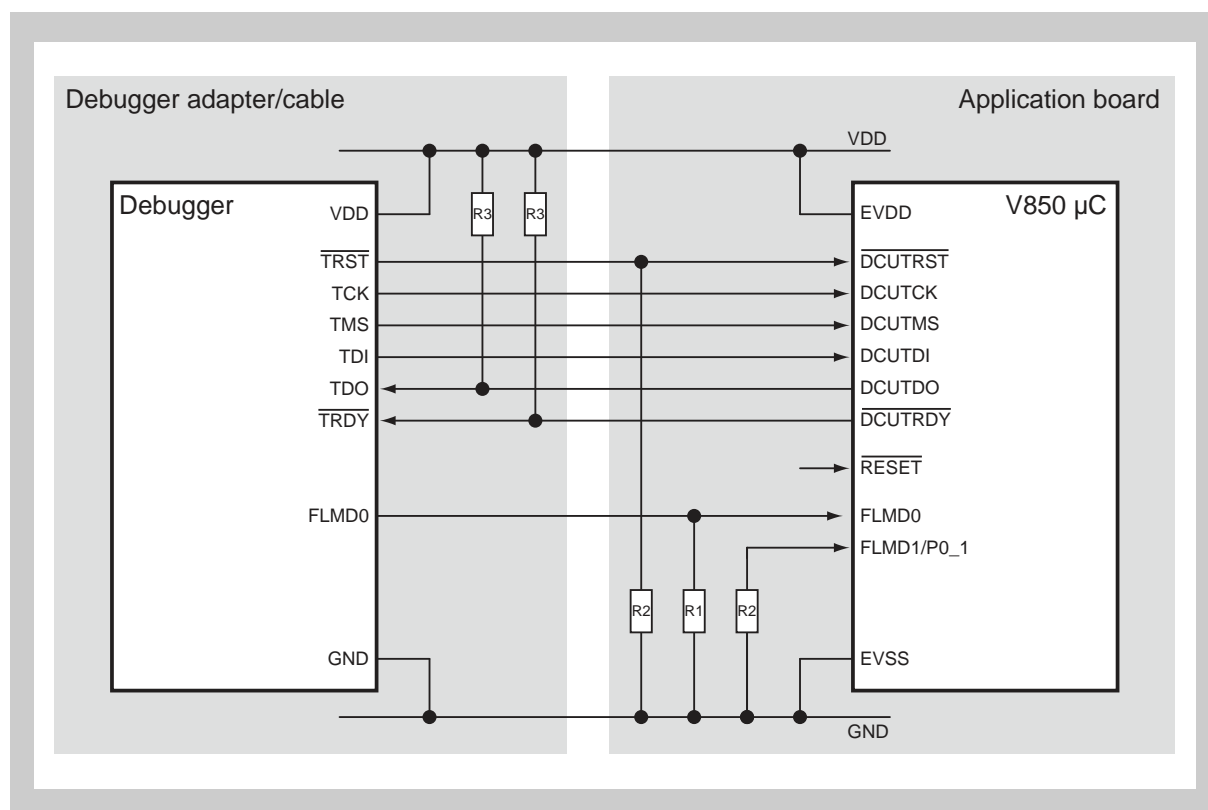 Debugger adapter/cable
Application board
VDD
Debugger
V850 µC
VDD
R3
R3
EVDD
TRST
DCUTRST
TCK
DCUTCK
TMS
DCUTMS
TDI
DCUTDI
TDO
DCUTDO
TRDY
DCUTRDY
RESET
FLMD0
FLMD0
FLMD1/P0_1
R2
R1
R2
GND
EVSS
GND